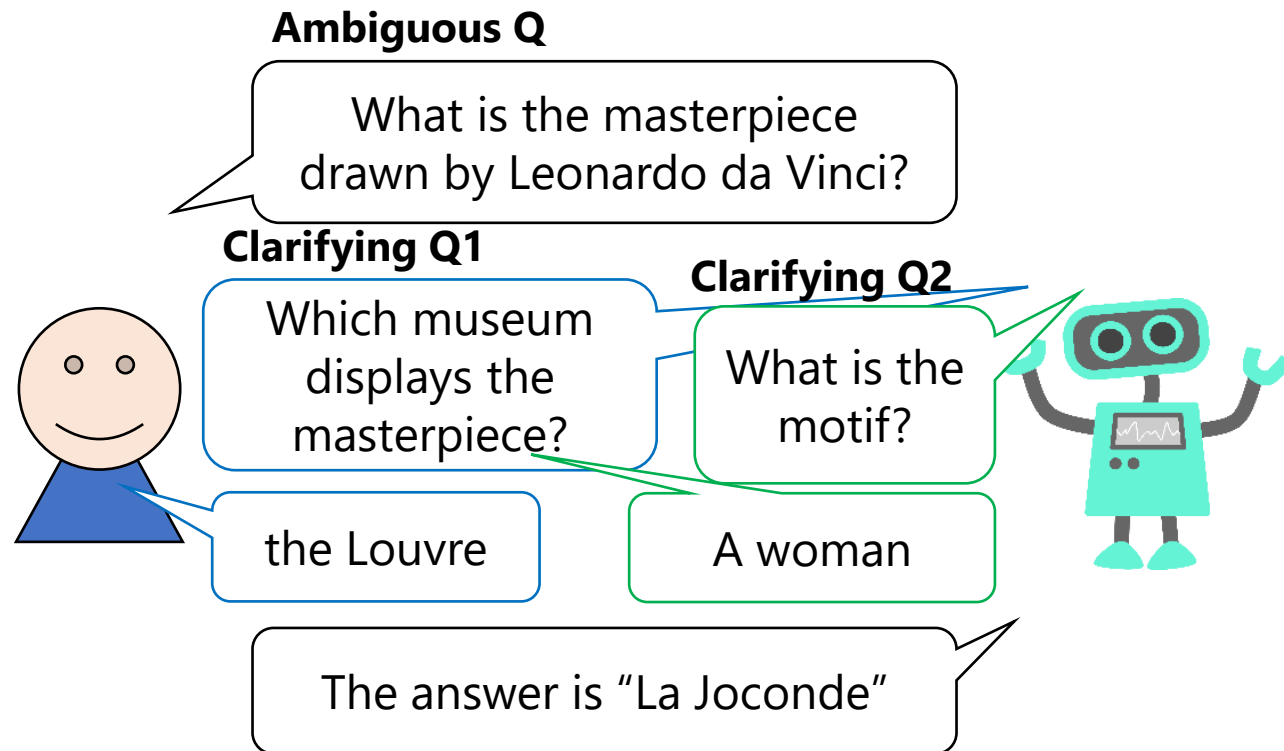 Ambiguous Q
What is the masterpiece
drawn by Leonardo da Vinci?
Clarifying Q1
Which museum
displays the
masterpiece?
the Louvre
Clarifying Q2
What is the
motif?
A woman
The answer is “La Joconde”